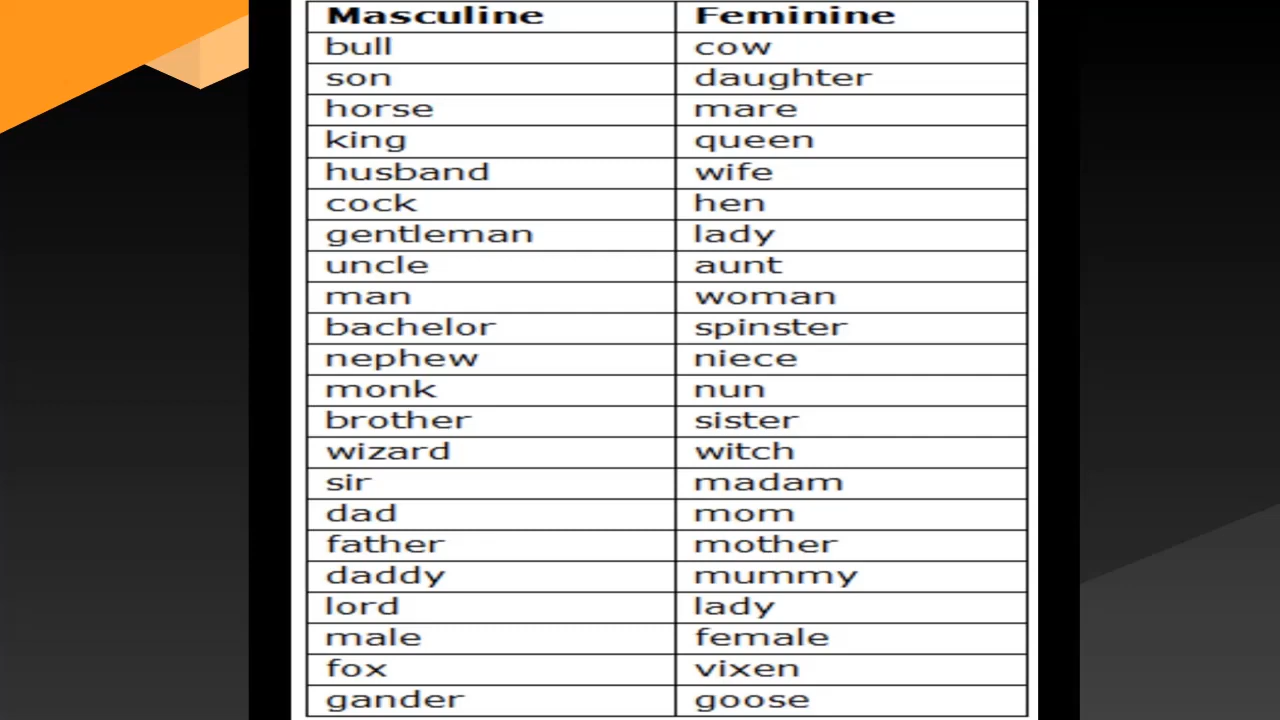 Masculine Feminine
bull cow
son daughter
horse mare
king queen
husband wife
cock hen
gentleman lady
uncle aunt
man woman
bachelor spinster
nephew niece
monk nun
brother sister
wizard witch
sir madam
dad mom
father mother
daddy mummy
lord lady
male female
fox vixen
gander goose